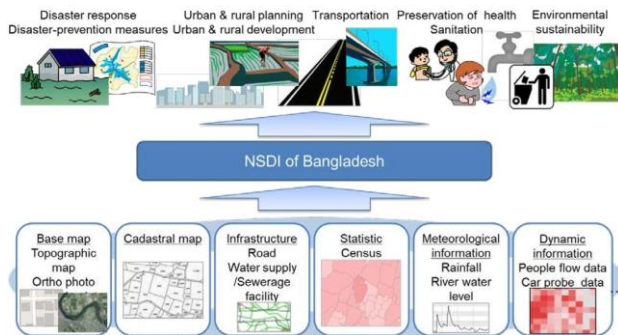 Disaster response
Disaster-prevention measures
Urban & rural planning
Urban & rural development
Transportation
Preservation of health
Sanitation
Environmental
sustainability
NSDI of Bangladesh
Base map
Topographic
map
Ortho photo
Cadastral map
Infrastructure
Road
Water supply
/Sewerage
facility
Statistic
Census
Meteorological
information
Rainfall
River water
level
Dynamic
information
People flow data
Car probe data
...